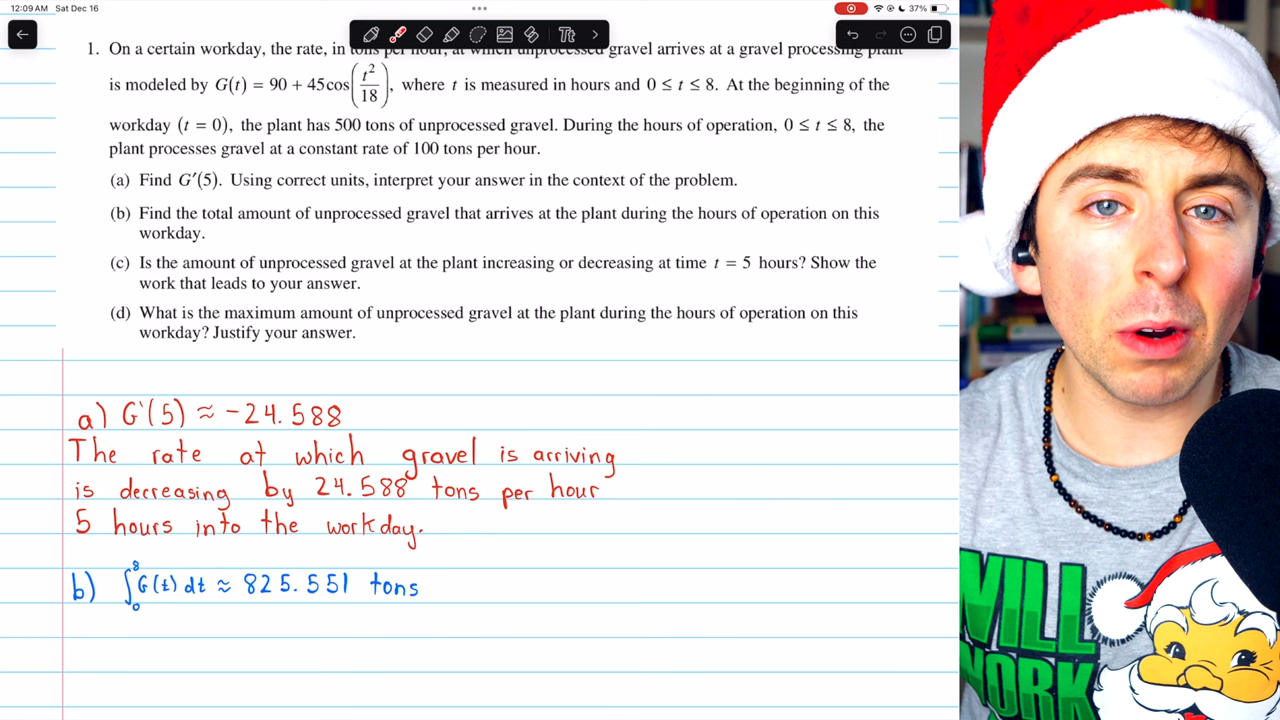 12:09 AM Sat Dec 16
37%
Tt
1. On a certain workday, the rate, in tons per hour, at which unprocessed gravel arrives at a gravel processing plant
is modeled by G(t) = 90 + 45cos(t²/18), where t is measured in hours and 0 ≤ t ≤ 8. At the beginning of the
workday (t = 0), the plant has 500 tons of unprocessed gravel. During the hours of operation, 0 ≤ t ≤ 8, the
plant processes gravel at a constant rate of 100 tons per hour.
(a) Find G′(5). Using correct units, interpret your answer in the context of the problem.
(b) Find the total amount of unprocessed gravel that arrives at the plant during the hours of operation on this
workday.
(c) Is the amount of unprocessed gravel at the plant increasing or decreasing at time t = 5 hours? Show the
work that leads to your answer.
(d) What is the maximum amount of unprocessed gravel at the plant during the hours of operation on this
workday? Justify your answer.
a) G'(5) ≈ -24.588
The rate at which gravel is arriving
is decreasing by 24.588 tons per hour
5 hours into the workday.
b) ∫₀⁸ G(t) dt ≈ 825.551 tons
WILL
WORK